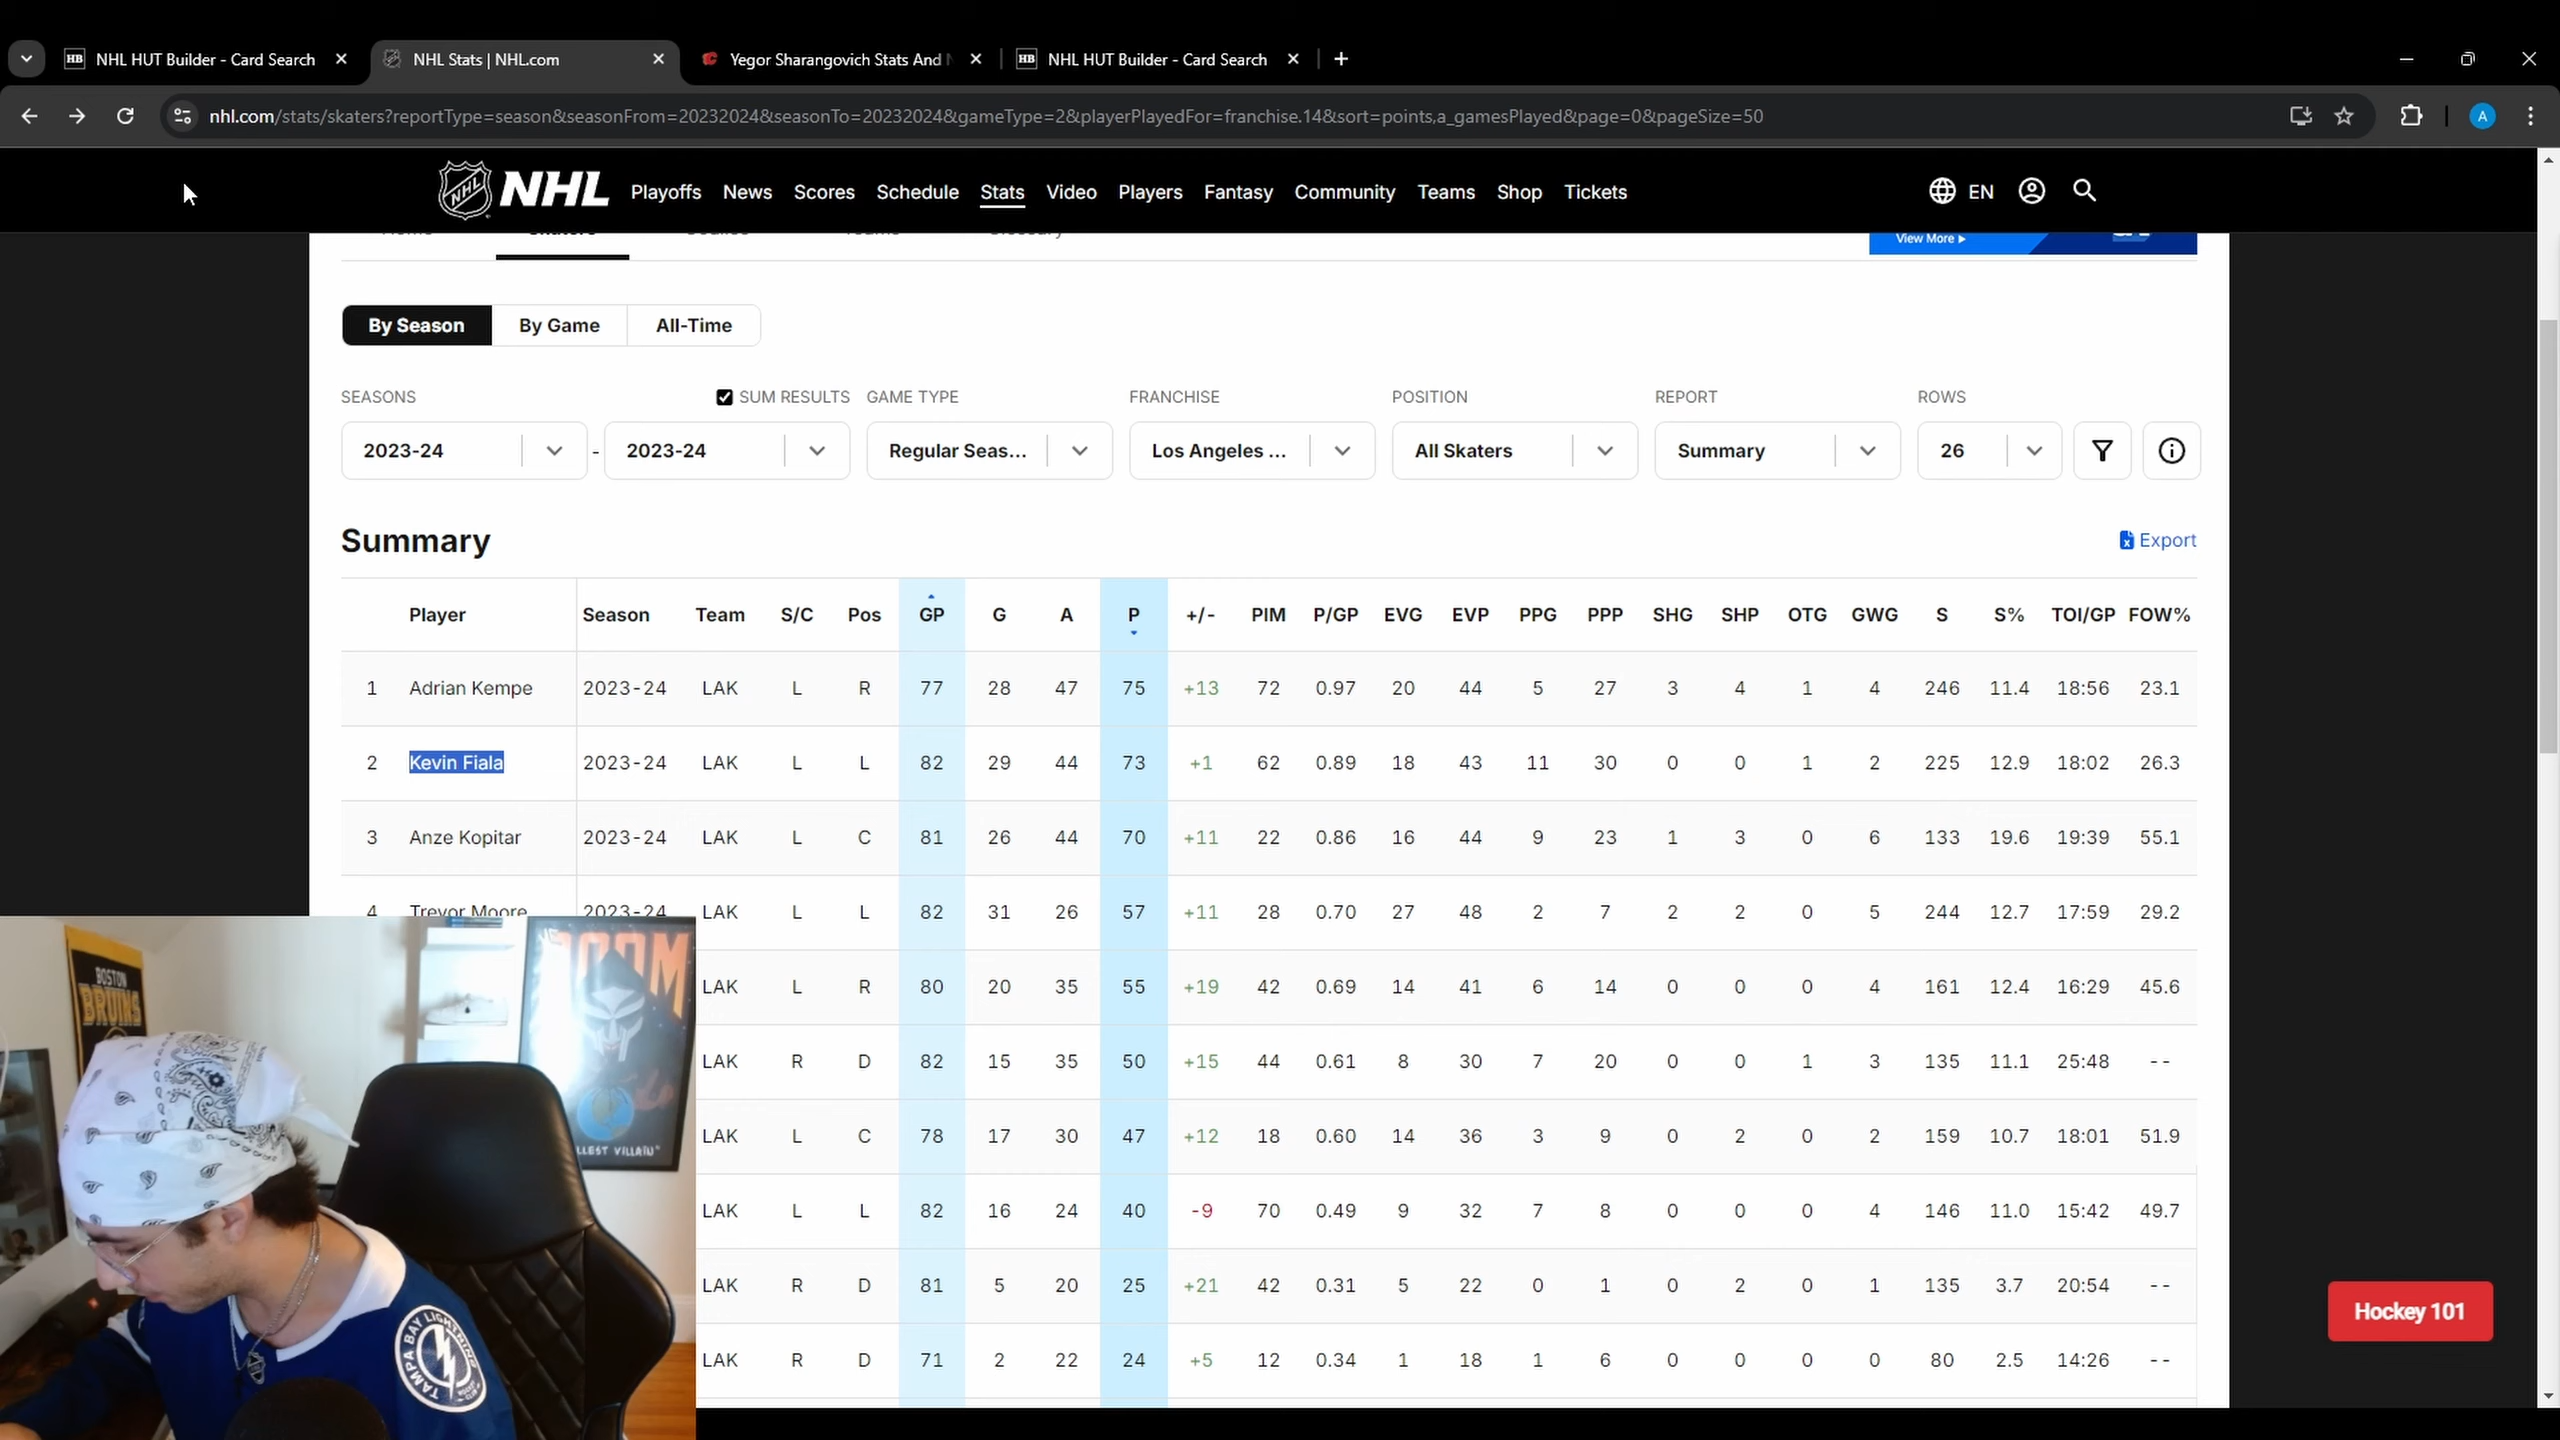 NHL HUT Builder - Card Search
NHL Stats | NHL.com
Yegor Sharangovich Stats And
NHL HUT Builder - Card Search
nhl.com/stats/skaters?reportType=season&seasonFrom=20232024&seasonTo=20232024&gameType=2&playerPlayedFor=franchise.14&sort=points,a_gamesPlayed&page=0&pageSize=50
A
NHL Playoffs News Scores Schedule Stats Video Players Fantasy Community Teams Shop Tickets EN
View More
By Season By Game All-Time
SEASONS SUM RESULTS GAME TYPE FRANCHISE POSITION REPORT ROWS
2023-24 - 2023-24 Regular Seas... Los Angeles ... All Skaters Summary 26
Summary
Export
Player Season Team S/C Pos GP G A P +/- PIM P/GP EVG EVP PPG PPP SHG SHP OTG GWG S S% TOI/GP FOW%
1 Adrian Kempe 2023-24 LAK L R 77 28 47 75 +13 72 0.97 20 44 5 27 3 4 1 4 246 11.4 18:56 23.1
2 Kevin Fiala 2023-24 LAK L L 82 29 44 73 +1 62 0.89 18 43 11 30 0 0 1 2 225 12.9 18:02 26.3
3 Anze Kopitar 2023-24 LAK L C 81 26 44 70 +11 22 0.86 16 44 9 23 1 3 0 6 133 19.6 19:39 55.1
4 Trevor Moore 2023-24 LAK L L 82 31 26 57 +11 28 0.70 27 48 2 7 2 2 0 5 244 12.7 17:59 29.2
LAK L R 80 20 35 55 +19 42 0.69 14 41 6 14 0 0 0 4 161 12.4 16:29 45.6
LAK R D 82 15 35 50 +15 44 0.61 8 30 7 20 0 0 1 3 135 11.1 25:48 --
LAK L C 78 17 30 47 +12 18 0.60 14 36 3 9 0 2 0 2 159 10.7 18:01 51.9
LAK L L 82 16 24 40 -9 70 0.49 9 32 7 8 0 0 0 4 146 11.0 15:42 49.7
LAK R D 81 5 20 25 +21 42 0.31 5 22 0 1 0 2 0 1 135 3.7 20:54 --
LAK R D 71 2 22 24 +5 12 0.34 1 18 1 6 0 0 0 0 80 2.5 14:26 --
Hockey 101
BOSTON
BRUINS
DOOM
LLEST VILLAIN"
TAMPA BAY LIGHTNING